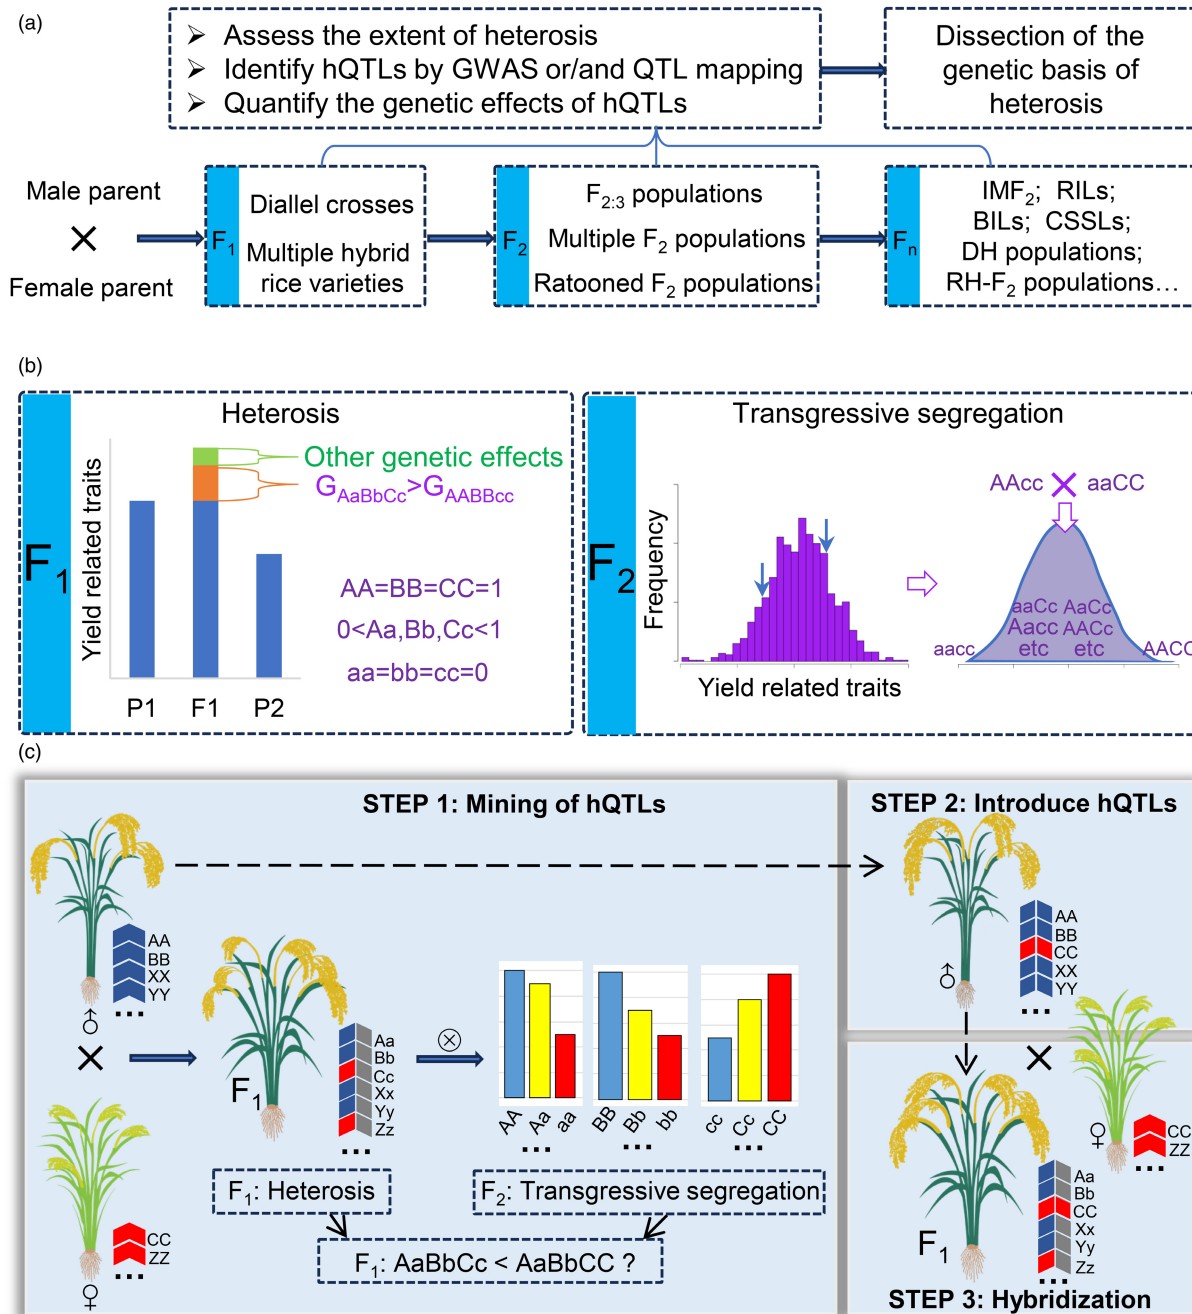 (a)
➢ Assess the extent of heterosis
➢ Identify hQTLs by GWAS or/and QTL mapping
➢ Quantify the genetic effects of hQTLs
Dissection of the
genetic basis of
heterosis
Male parent
×
Female parent
F1
Diallel crosses
Multiple hybrid
rice varieties
F2
F2:3 populations
Multiple F2 populations
Ratooned F2 populations
Fn
IMF2; RILs;
BILs; CSSLs;
DH populations;
RH-F2 populations…
(b)
F1
Heterosis
Yield related traits
Other genetic effects
GAaBbCc>GAABBcc
AA=BB=CC=1
0<Aa,Bb,Cc<1
aa=bb=cc=0
P1 F1 P2
F2
Transgressive segregation
Frequency
Yield related traits
AAcc × aaCC
aaCc AaCc
Aacc AACc
etc etc
aacc
AACC
(c)
STEP 1: Mining of hQTLs
AA
BB
XX
YY
...
♂
×
♀
CC
ZZ
...
F1
Aa
Bb
Cc
Xx
Yy
Zz
...
⊗
AA Aa aa
...
BB Bb bb
...
cc Cc CC
...
F1: Heterosis
F2: Transgressive segregation
F1: AaBbCc < AaBbCC ?
STEP 2: Introduce hQTLs
♂
AA
BB
CC
XX
YY
...
×
♀
CC
ZZ
...
F1
Aa
Bb
CC
Xx
Yy
Zz
...
STEP 3: Hybridization